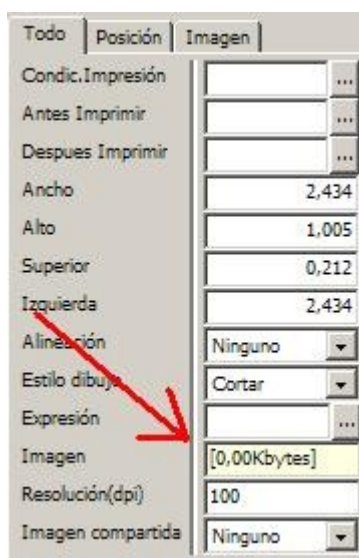 Todo Posición Imagen
Condic.Impresión ...
Antes Imprimir ...
Despues Imprimir ...
Ancho 2,434
Alto 1,005
Superior 0,212
Izquierda 2,434
Alineación Ninguno
Estilo dibujo Cortar
Expresión ...
Imagen [0,00Kbytes]
Resolución(dpi) 100
Imagen compartida Ninguno